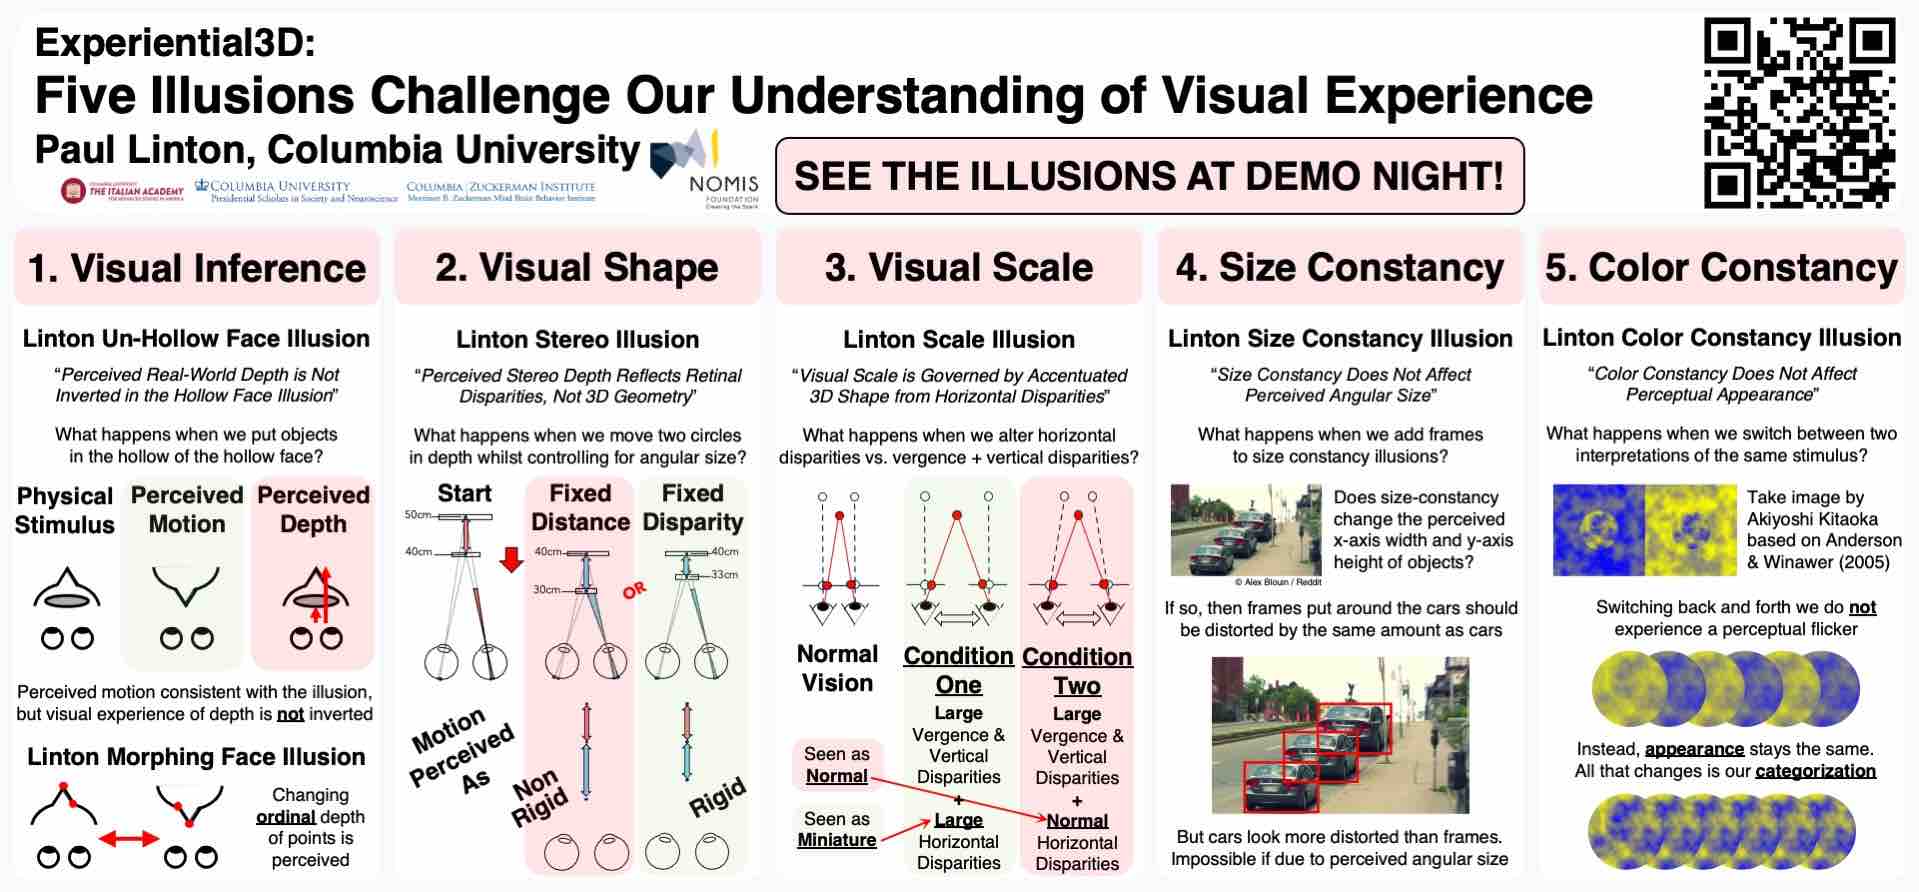 Experiential3D:
Five Illusions Challenge Our Understanding of Visual Experience
Paul Linton, Columbia University
THE ITALIAN ACADEMY
COLUMBIA UNIVERSITY
Presidential Scholars in Society and Neuroscience
COLUMBIA | ZUCKERMAN INSTITUTE
Mortimer B. Zuckerman Mind Brain Behavior Institute
NOMIS
FOUNDATION
Creating the Spark
SEE THE ILLUSIONS AT DEMO NIGHT!
1. Visual Inference
Linton Un-Hollow Face Illusion
“Perceived Real-World Depth is Not
Inverted in the Hollow Face Illusion”
What happens when we put objects
in the hollow of the hollow face?
Physical
Stimulus
Perceived
Motion
Perceived
Depth
Perceived motion consistent with the illusion,
but visual experience of depth is not inverted
Linton Morphing Face Illusion
Changing
ordinal depth
of points is
perceived
2. Visual Shape
Linton Stereo Illusion
“Perceived Stereo Depth Reflects Retinal
Disparities, Not 3D Geometry”
What happens when we move two circles
in depth whilst controlling for angular size?
Start
50cm
40cm
Fixed
Distance
40cm
30cm
OR
Fixed
Disparity
40cm
33cm
Motion
Perceived
As
Non
Rigid
Rigid
3. Visual Scale
Linton Scale Illusion
“Visual Scale is Governed by Accentuated
3D Shape from Horizontal Disparities”
What happens when we alter horizontal
disparities vs. vergence + vertical disparities?
Normal
Vision
Seen as
Normal
Seen as
Miniature
Condition
One
Large
Vergence &
Vertical
Disparities
+
Large
Horizontal
Disparities
Condition
Two
Large
Vergence &
Vertical
Disparities
+
Normal
Horizontal
Disparities
4. Size Constancy
Linton Size Constancy Illusion
“Size Constancy Does Not Affect
Perceived Angular Size”
What happens when we add frames
to size constancy illusions?
© Alex Blouin / Reddit
Does size-constancy
change the perceived
x-axis width and y-axis
height of objects?
If so, then frames put around the cars should
be distorted by the same amount as cars
But cars look more distorted than frames.
Impossible if due to perceived angular size
5. Color Constancy
Linton Color Constancy Illusion
“Color Constancy Does Not Affect
Perceptual Appearance”
What happens when we switch between two
interpretations of the same stimulus?
Take image by
Akiyoshi Kitaoka
based on Anderson
& Winawer (2005)
Switching back and forth we do not
experience a perceptual flicker
Instead, appearance stays the same.
All that changes is our categorization